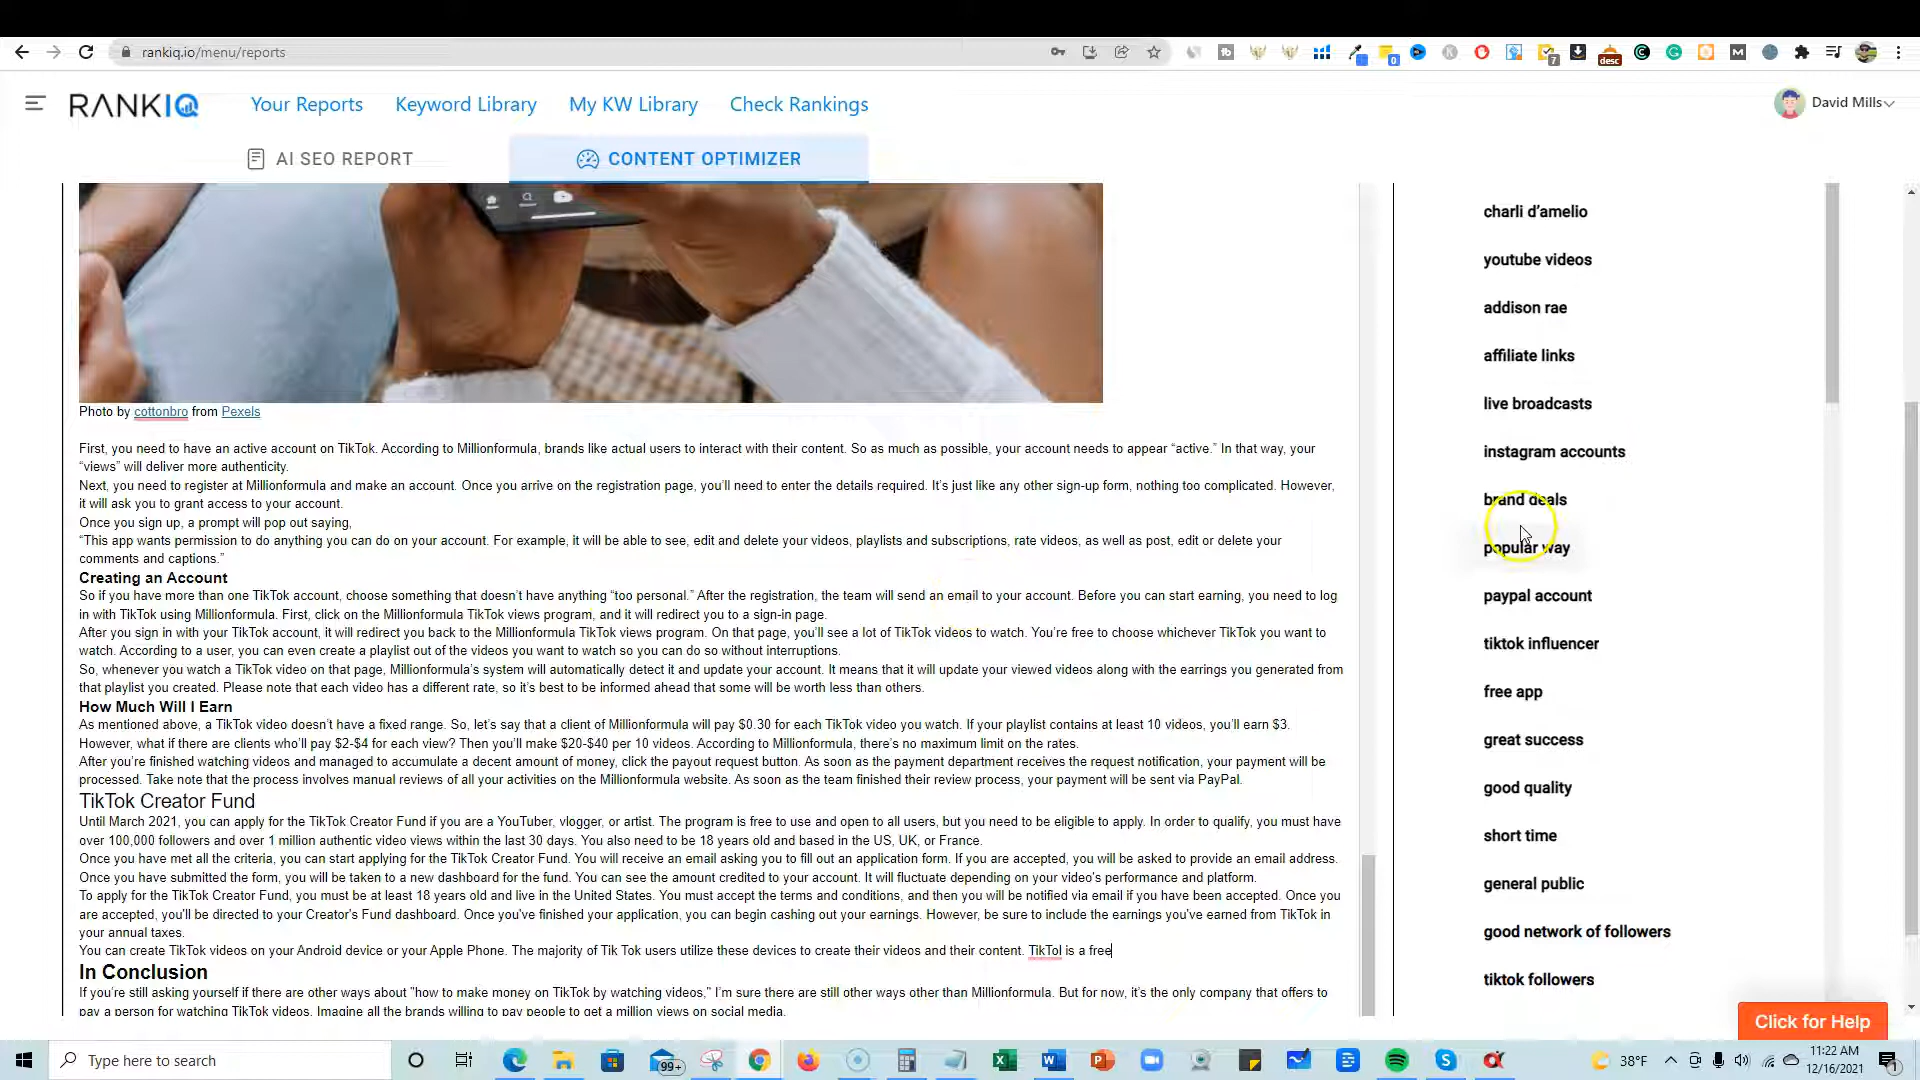 rankiq.io/menu/reports
0
7
desc
RANKIQ
Your Reports
Keyword Library
My KW Library
Check Rankings
David Mills
AI SEO REPORT
CONTENT OPTIMIZER
Photo by cottonbro from Pexels
First, you need to have an active account on TikTok. According to Millionformula, brands like actual users to interact with their content. So as much as possible, your account needs to appear “active.” In that way, your
“views” will deliver more authenticity.
Next, you need to register at Millionformula and make an account. Once you arrive on the registration page, you’ll need to enter the details required. It’s just like any other sign-up form, nothing too complicated. However,
it will ask you to grant access to your account.
Once you sign up, a prompt will pop out saying,
“This app wants permission to do anything you can do on your account. For example, it will be able to see, edit and delete your videos, playlists and subscriptions, rate videos, as well as post, edit or delete your
comments and captions.”
Creating an Account
So if you have more than one TikTok account, choose something that doesn’t have anything “too personal.” After the registration, the team will send an email to your account. Before you can start earning, you need to log
in with TikTok using Millionformula. First, click on the Millionformula TikTok views program, and it will redirect you to a sign-in page.
After you sign in with your TikTok account, it will redirect you back to the Millionformula TikTok views program. On that page, you’ll see a lot of TikTok videos to watch. You’re free to choose whichever TikTok you want to
watch. According to a user, you can even create a playlist out of the videos you want to watch so you can do so without interruptions.
So, whenever you watch a TikTok video on that page, Millionformula’s system will automatically detect it and update your account. It means that it will update your viewed videos along with the earnings you generated from
that playlist you created. Please note that each video has a different rate, so it’s best to be informed ahead that some will be worth less than others.
How Much Will I Earn
As mentioned above, a TikTok video doesn’t have a fixed range. So, let’s say that a client of Millionformula will pay $0.30 for each TikTok video you watch. If your playlist contains at least 10 videos, you’ll earn $3.
However, what if there are clients who’ll pay $2-$4 for each view? Then you’ll make $20-$40 per 10 videos. According to Millionformula, there’s no maximum limit on the rates.
After you’re finished watching videos and managed to accumulate a decent amount of money, click the payout request button. As soon as the payment department receives the request notification, your payment will be
processed. Take note that the process involves manual reviews of all your activities on the Millionformula website. As soon as the team finished their review process, your payment will be sent via PayPal.
TikTok Creator Fund
Until March 2021, you can apply for the TikTok Creator Fund if you are a YouTuber, vlogger, or artist. The program is free to use and open to all users, but you need to be eligible to apply. In order to qualify, you must have
over 100,000 followers and over 1 million authentic video views within the last 30 days. You also need to be 18 years old and based in the US, UK, or France.
Once you have met all the criteria, you can start applying for the TikTok Creator Fund. You will receive an email asking you to fill out an application form. If you are accepted, you will be asked to provide an email address.
Once you have submitted the form, you will be taken to a new dashboard for the fund. You can see the amount credited to your account. It will fluctuate depending on your video's performance and platform.
To apply for the TikTok Creator Fund, you must be at least 18 years old and live in the United States. You must accept the terms and conditions, and then you will be notified via email if you have been accepted. Once you
are accepted, you'll be directed to your Creator's Fund dashboard. Once you've finished your application, you can begin cashing out your earnings. However, be sure to include the earnings you've earned from TikTok in
your annual taxes.
You can create TikTok videos on your Android device or your Apple Phone. The majority of Tik Tok users utilize these devices to create their videos and their content. TikTol is a free
In Conclusion
If you’re still asking yourself if there are other ways about "how to make money on TikTok by watching videos," I’m sure there are still other ways other than Millionformula. But for now, it’s the only company that offers to
pay a person for watching TikTok videos. Imagine all the brands willing to pay people to get a million views on social media.
charli d’amelio
youtube videos
addison rae
affiliate links
live broadcasts
instagram accounts
brand deals
popular way
paypal account
tiktok influencer
free app
great success
good quality
short time
general public
good network of followers
tiktok followers
Click for Help
Type here to search
99+
38°F
11:22 AM
12/16/2021
1